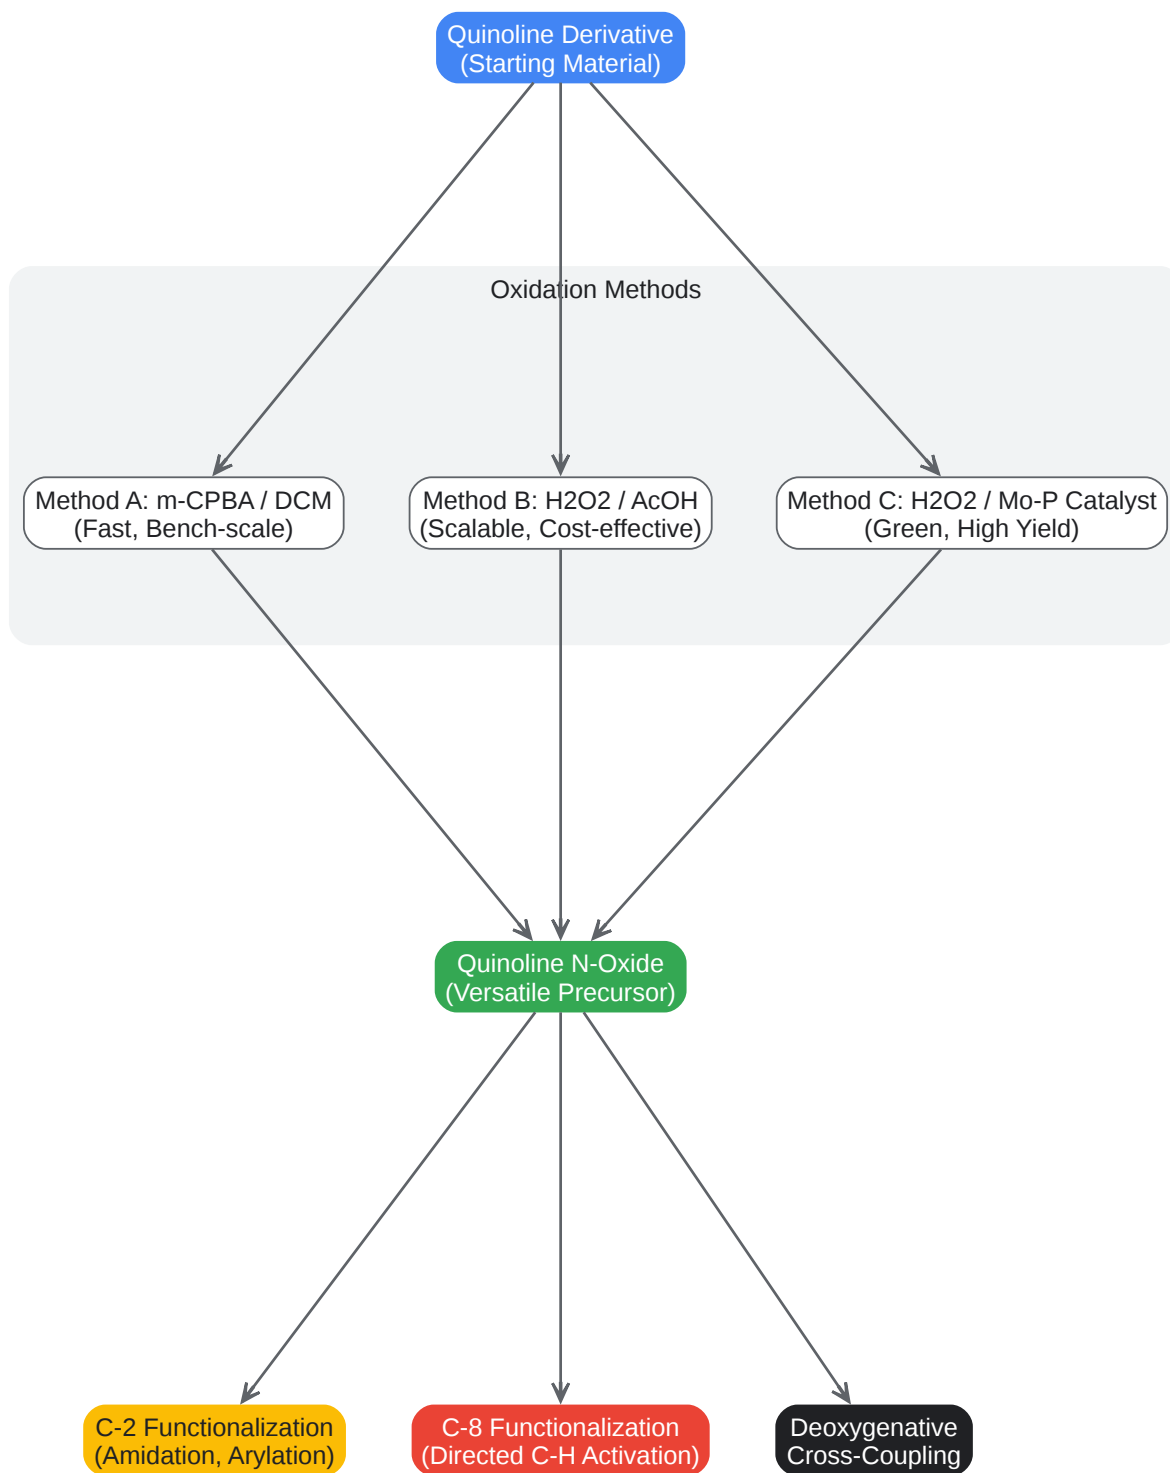 Quinoline Derivative
(Starting Material)
Oxidation Methods
Method A: m-CPBA / DCM
(Fast, Bench-scale)
Method B: H2O2 / AcOH
(Scalable, Cost-effective)
Method C: H2O2 / Mo-P Catalyst
(Green, High Yield)
Quinoline N-Oxide
(Versatile Precursor)
C-2 Functionalization
(Amidation, Arylation)
C-8 Functionalization
(Directed C-H Activation)
Deoxygenative
Cross-Coupling